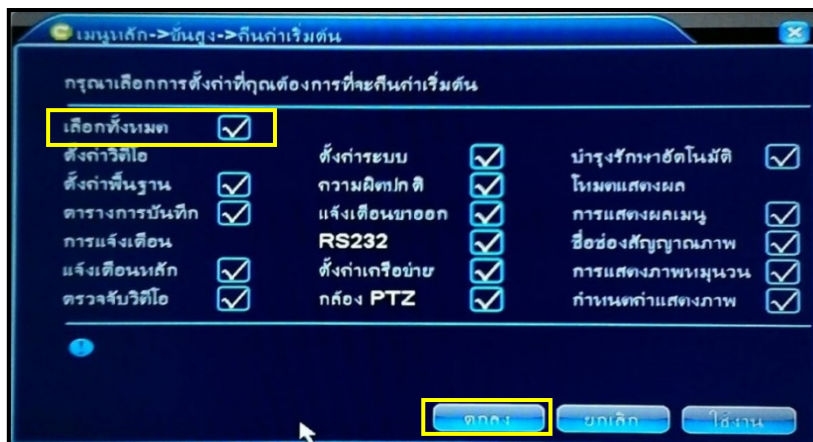 เมนูหลัก->ขั้นสูง->คืนค่าเริ่มต้น
กรุณาเลือกการตั้งค่าที่คุณต้องการที่จะคืนค่าเริ่มต้น
เลือกทั้งหมด
ตั้งค่าวิดีโอ ตั้งค่าระบบ บำรุงรักษาอัตโนมัติ
ตั้งค่าพื้นฐาน ความผิดปกติ โหมดแสดงผล
ตารางการบันทึก แจ้งเตือนขาออก การแสดงผลเมนู
การแจ้งเตือน RS232 ชื่อช่องสัญญาณภาพ
แจ้งเตือนหลัก ตั้งค่าเครือข่าย การแสดงภาพหมุนวน
ตรวจจับวิดีโอ กล้อง PTZ กำหนดค่าแสดงภาพ
ตกลง ยกเลิก ใช้งาน